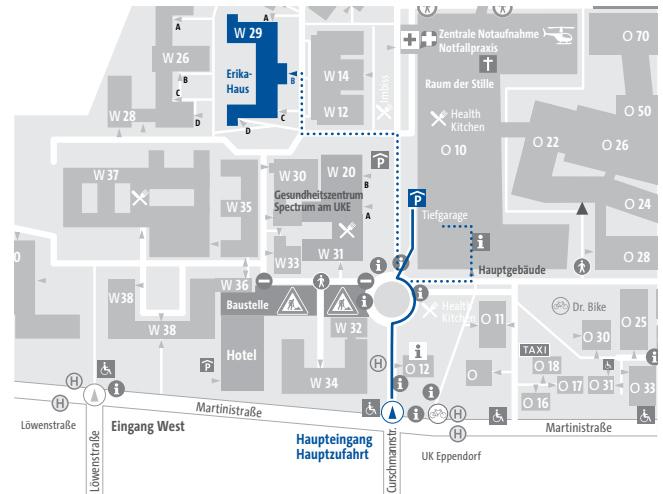 A
W 29
W 26
Erika-
Haus
B
B
C
A
W 14
W 12
Imbiss
D
C
D
W 28
Zentrale Notaufnahme
Notfallpraxis
Raum der Stille
Health
Kitchen
O 10
O 70
O 50
O 22
O 26
O 24
O 28
W 37
W 35
W 30
W 20
P
B
A
Gesundheitszentrum
Spectrum am UKE
W 31
W 33
W 36
P
Tiefgarage
i
Hauptgebäude
i
i
i
i
W 38
W 38
Baustelle
W 32
W 34
Hotel
P
Health
Kitchen
O 11
i
O 12
O
H
Dr. Bike
O 25
O 30
TAXI
O 18
O 17
O 16
O 31
O 33
i
H
H
i
i
i
H
H
Martinistraße
Martinistraße
Löwenstraße
Löwenstraße
Eingang West
Haupteingang
Hauptzufahrt
Curschmannstr.
UK Eppendorf